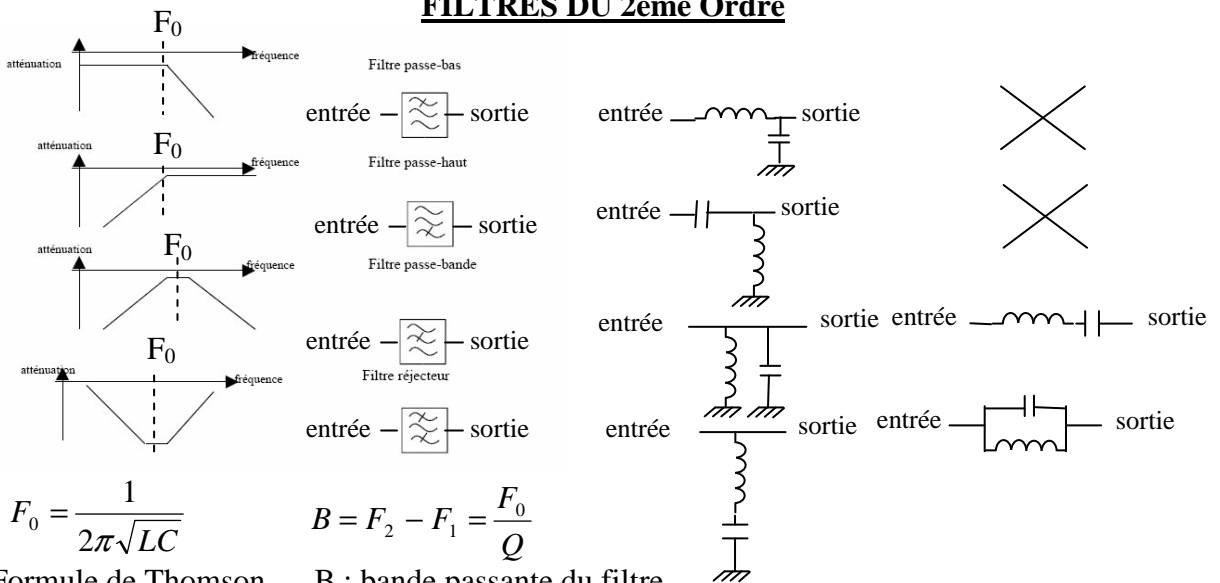 FILTRES DU 2ème Ordre
F0
atténuation
fréquence
Filtre passe-bas
entrée sortie
entrée sortie
atténuation
F0
fréquence
Filtre passe-haut
entrée sortie
entrée sortie
atténuation
F0
fréquence
Filtre passe-bande
entrée sortie
entrée sortie
entrée sortie
F0
atténuation
fréquence
Filtre réjecteur
entrée sortie
entrée sortie
entrée sortie
F0 = 1 / 2π√LC
B = F2 − F1 = F0 / Q
Formule de Thomson B : bande passante du filtre